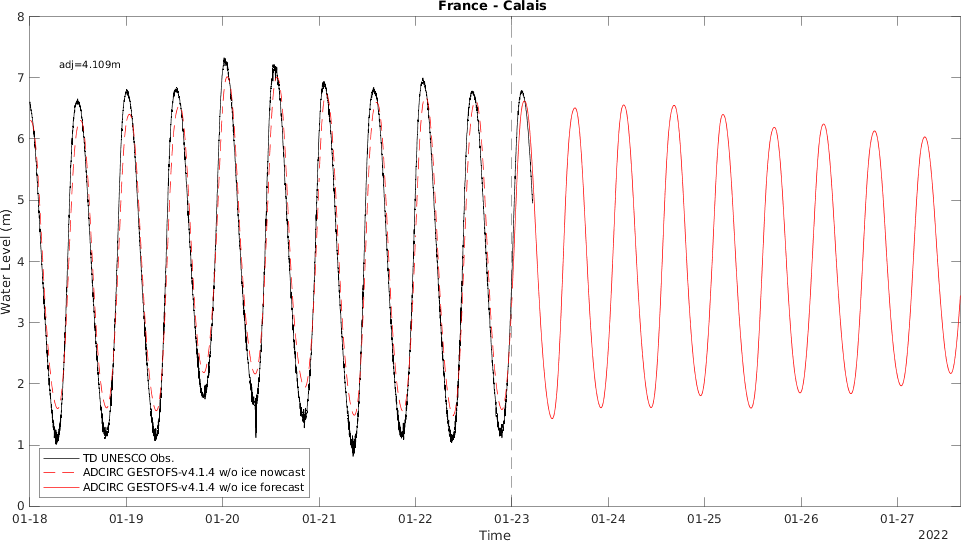 France - Calais
8
adj=4.109m
7
6
5
4
3
2
1
0
Water Level (m)
TD UNESCO Obs.
ADCIRC GESTOFS-v4.1.4 w/o ice nowcast
ADCIRC GESTOFS-v4.1.4 w/o ice forecast
01-18 01-19 01-20 01-21 01-22 01-23 01-24 01-25 01-26 01-27
Time
2022